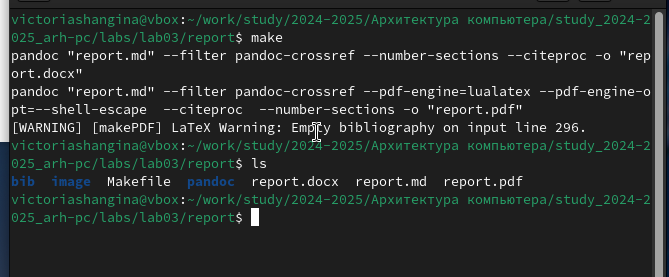 victoriashangina@vbox:~/work/study/2024-2025/Архитектура компьютера/study_2024-2
025_arh-pc/labs/lab03/report$ make
pandoc "report.md" --filter pandoc-crossref --number-sections --citeproc -o "rep
ort.docx"
pandoc "report.md" --filter pandoc-crossref --pdf-engine=lualatex --pdf-engine-o
pt=--shell-escape  --citeproc  --number-sections -o "report.pdf"
[WARNING] [makePDF] LaTeX Warning: Empty bibliography on input line 296.
victoriashangina@vbox:~/work/study/2024-2025/Архитектура компьютера/study_2024-2
025_arh-pc/labs/lab03/report$ ls
bib  image  Makefile  pandoc  report.docx  report.md  report.pdf
victoriashangina@vbox:~/work/study/2024-2025/Архитектура компьютера/study_2024-2
025_arh-pc/labs/lab03/report$